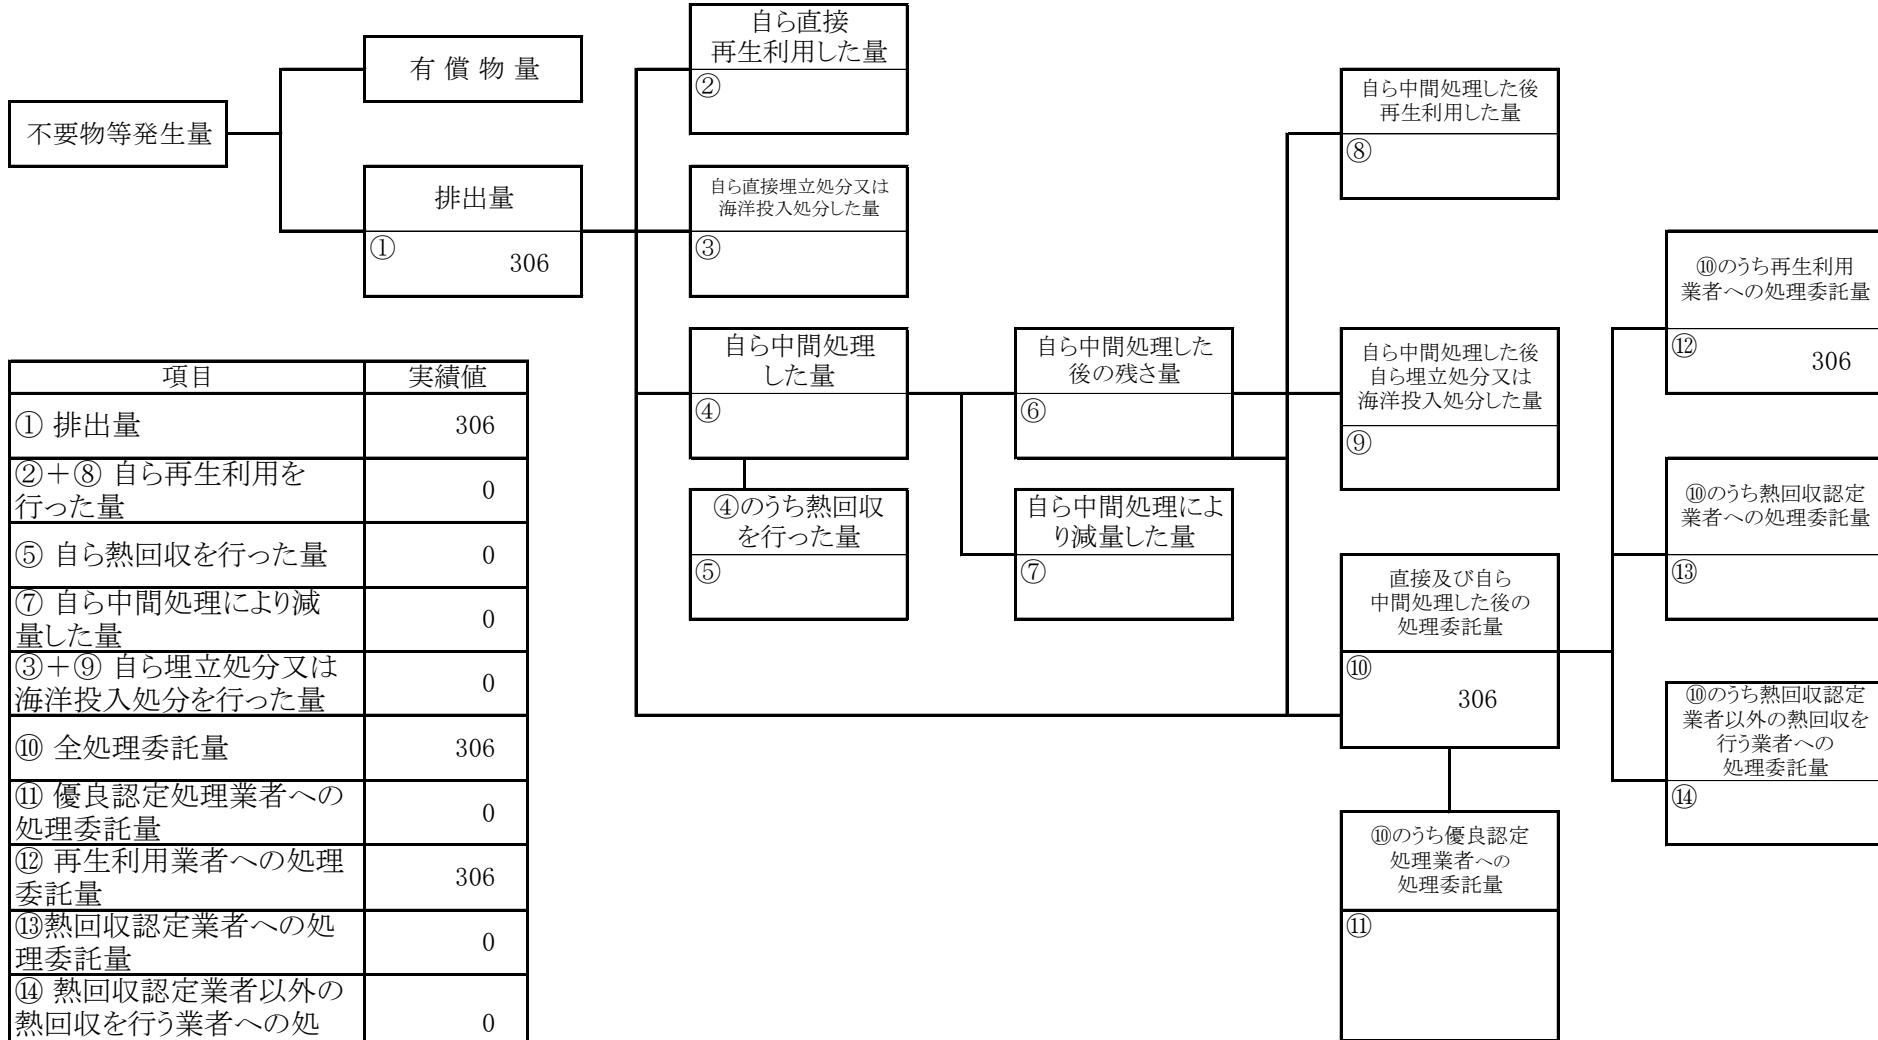 不要物等発生量
有 償 物 量
排出量
①
306
自ら直接
再生利用した量
②
自ら直接埋立処分又は
海洋投入処分した量
③
自ら中間処理
した量
④
④のうち熱回収
を行った量
⑤
自ら中間処理した
後の残さ量
⑥
自ら中間処理によ
り減量した量
⑦
自ら中間処理した後
再生利用した量
⑧
自ら中間処理した後
自ら埋立処分又は
海洋投入処分した量
⑨
直接及び自ら
中間処理した後の
処理委託量
⑩
306
⑩のうち優良認定
処理業者への
処理委託量
⑪
⑩のうち再生利用
業者への処理委託量
⑫
306
⑩のうち熱回収認定
業者への処理委託量
⑬
⑩のうち熱回収認定
業者以外の熱回収を
行う業者への
処理委託量
⑭
項目 実績値
① 排出量 306
②＋⑧ 自ら再生利用を
行った量 0
⑤ 自ら熱回収を行った量 0
⑦ 自ら中間処理により減
量した量 0
③＋⑨ 自ら埋立処分又は
海洋投入処分を行った量 0
⑩ 全処理委託量 306
⑪ 優良認定処理業者への
処理委託量 0
⑫ 再生利用業者への処理
委託量 306
⑬熱回収認定業者への処
理委託量 0
⑭ 熱回収認定業者以外の
熱回収を行う業者への処 0